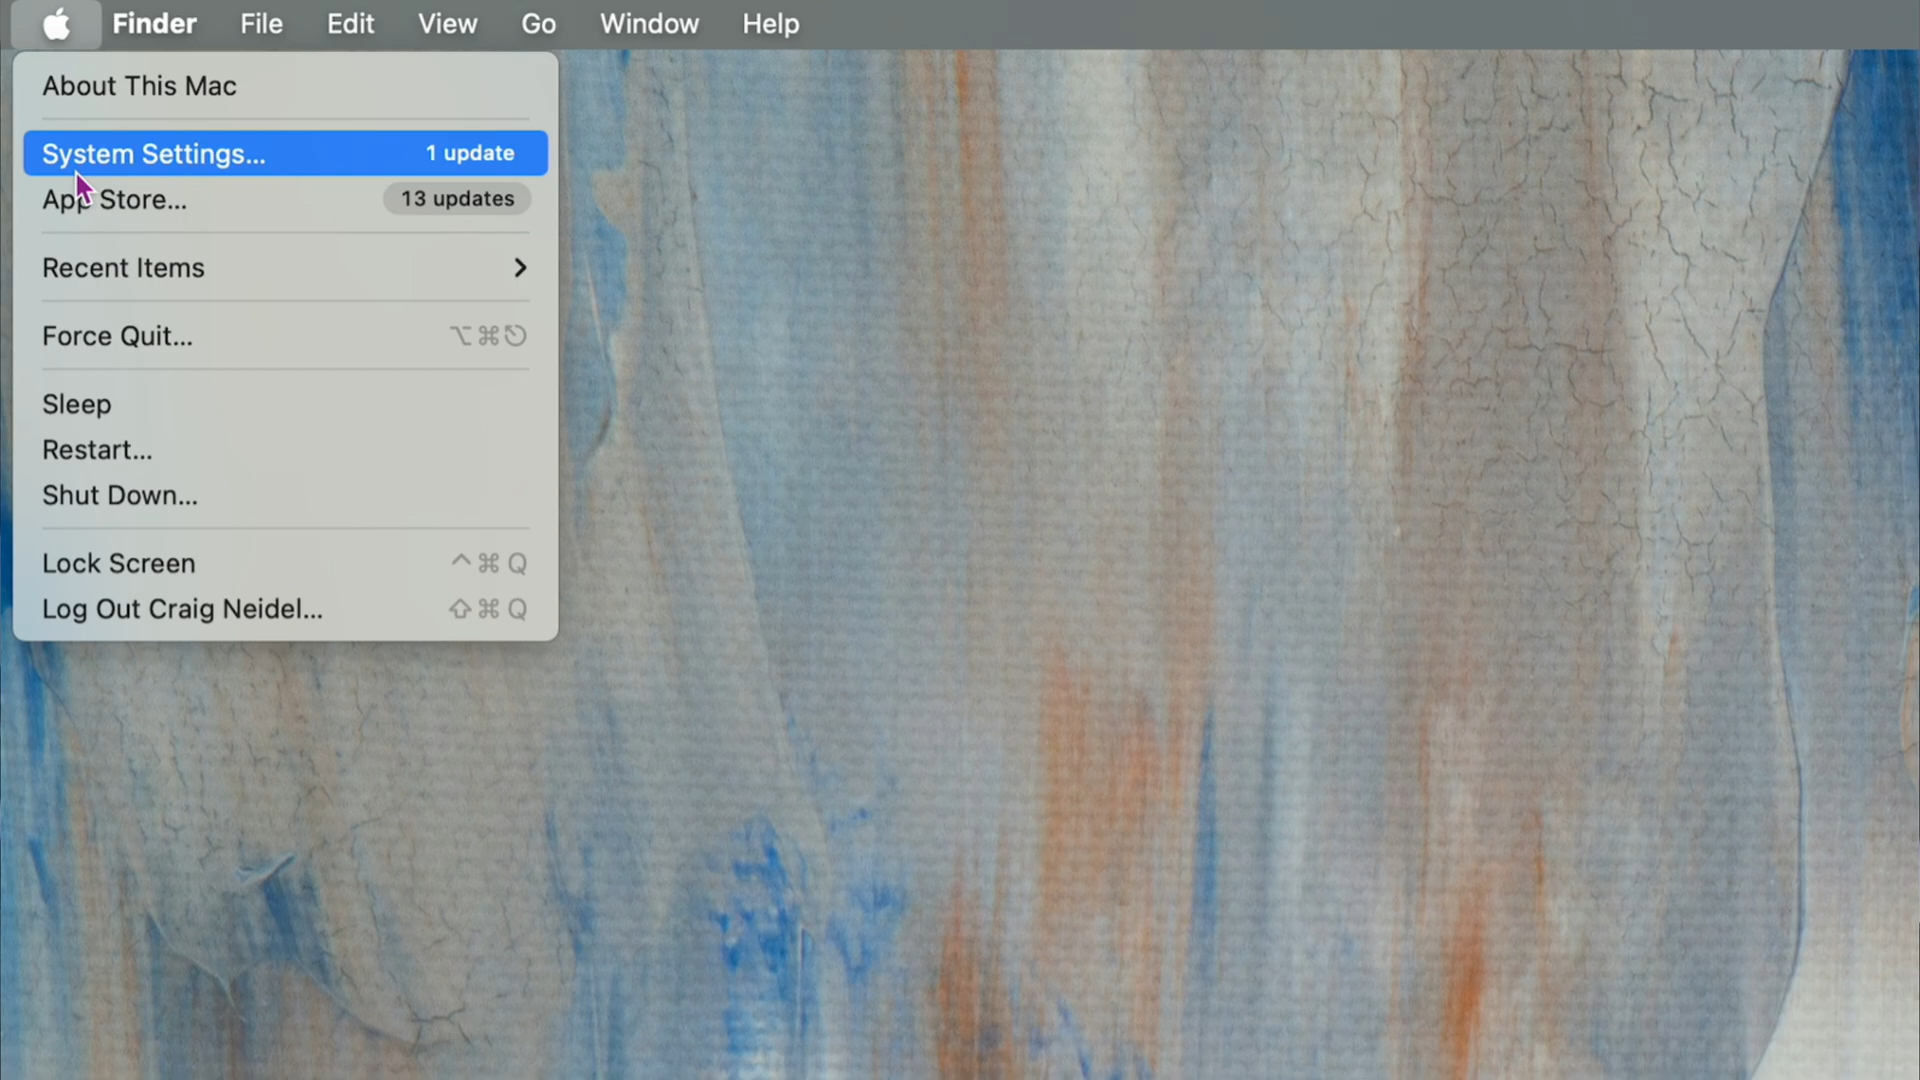 Finder File Edit View Go Window Help
About This Mac
System Settings... 1 update
App Store... 13 updates
Recent Items
Force Quit... ⌥⌘⎋
Sleep
Restart...
Shut Down...
Lock Screen ^⌘Q
Log Out Craig Neidel... ⇧⌘Q